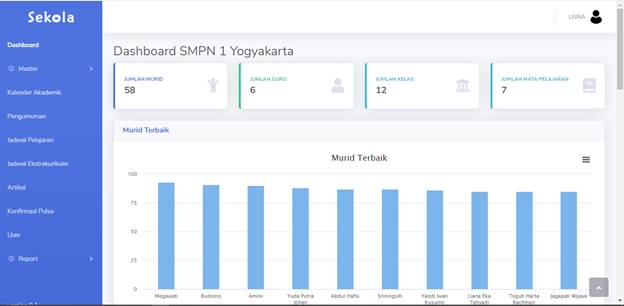 Sekola
LISNA
Dashboard
Master
Kalender Akademik
Pengumuman
Jadwal Pelajaran
Jadwal Ekstrakurikuler
Artikel
Konfirmasi Pulsa
User
Report
Dashboard SMPN 1 Yogyakarta
JUMLAH MURID
58
JUMLAH GURU
6
JUMLAH KELAS
12
JUMLAH MATA PELAJARAN
7
Murid Terbaik
Murid Terbaik
100
75
50
25
0
Megawati
Budiono
Amini
Yuda Putra
Johan
Abdul Hafis
Sriningsih
Yandi Iwan
Kusumo
Liana Eka
Teguh Harta
Rachman
Jagapati Wijaya